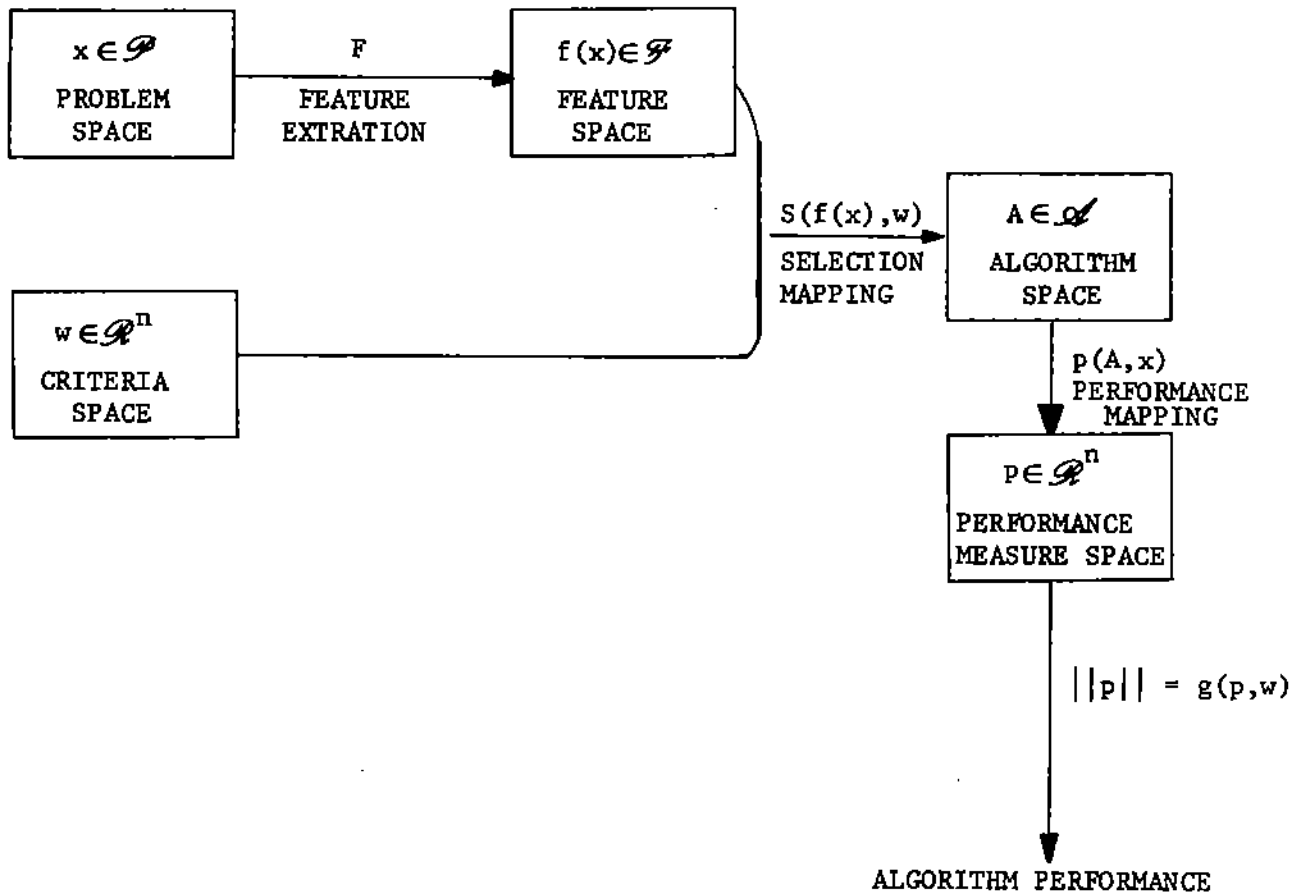 x ∈ 𝒫
PROBLEM
SPACE
F
FEATURE
EXTRATION
f(x) ∈ ℱ
FEATURE
SPACE
w ∈ ℛⁿ
CRITERIA
SPACE
S(f(x),w)
SELECTION
MAPPING
A ∈ 𝒜
ALGORITHM
SPACE
p(A,x)
PERFORMANCE
MAPPING
p ∈ ℛⁿ
PERFORMANCE
MEASURE SPACE
||p|| = g(p,w)
ALGORITHM PERFORMANCE